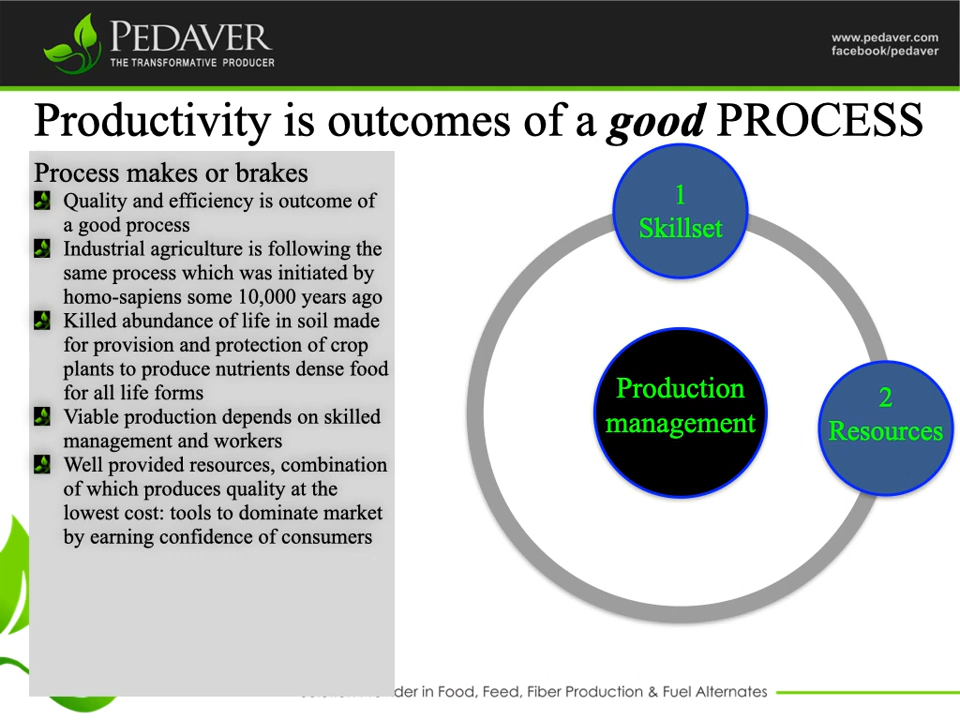 PEDAVER
THE TRANSFORMATIVE PRODUCER
www.pedaver.com
facebook/pedaver
Productivity is outcomes of a good PROCESS
Process makes or brakes
Quality and efficiency is outcome of
a good process
Industrial agriculture is following the
same process which was initiated by
homo-sapiens some 10,000 years ago
Killed abundance of life in soil made
for provision and protection of crop
plants to produce nutrients dense food
for all life forms
Viable production depends on skilled
management and workers
Well provided resources, combination
of which produces quality at the
lowest cost: tools to dominate market
by earning confidence of consumers
1
Skillset
Production
management
2
Resources
in Food, Feed, Fiber Production & Fuel Alternates